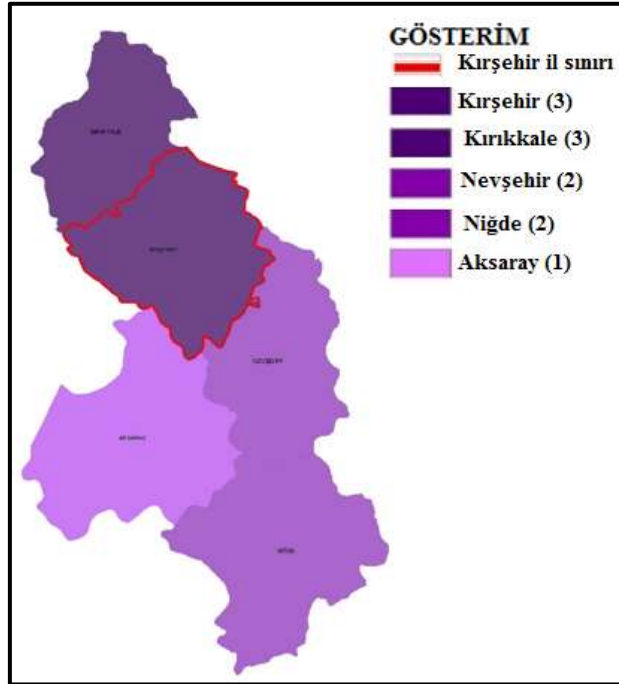 GÖSTERİM
Kırşehir il sınırı
Kırşehir (3)
Kırıkkale (3)
Nevşehir (2)
Niğde (2)
Aksaray (1)